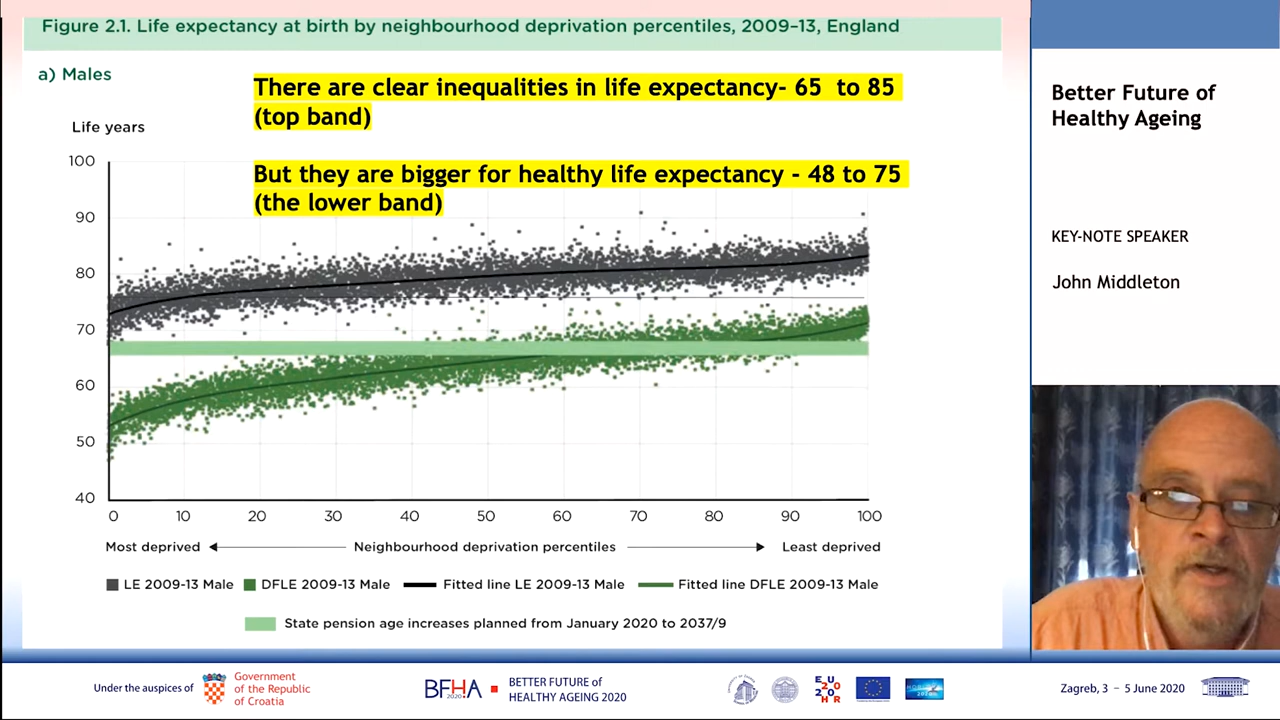 Figure 2.1. Life expectancy at birth by neighbourhood deprivation percentiles, 2009–13, England
a) Males
There are clear inequalities in life expectancy- 65 to 85
(top band)
Life years
But they are bigger for healthy life expectancy - 48 to 75
(the lower band)
100
90
80
70
60
50
40
0 10 20 30 40 50 60 70 80 90 100
Most deprived Neighbourhood deprivation percentiles Least deprived
LE 2009-13 Male DFLE 2009-13 Male Fitted line LE 2009-13 Male Fitted line DFLE 2009-13 Male
State pension age increases planned from January 2020 to 2037/9
Better Future of
Healthy Ageing
KEY-NOTE SPEAKER
John Middleton
Under the auspices of
Government
of the Republic
of Croatia
BFHA
2020
BETTER FUTURE of
HEALTHY AGEING 2020
EU
20
20
HR
Zagreb, 3 – 5 June 2020